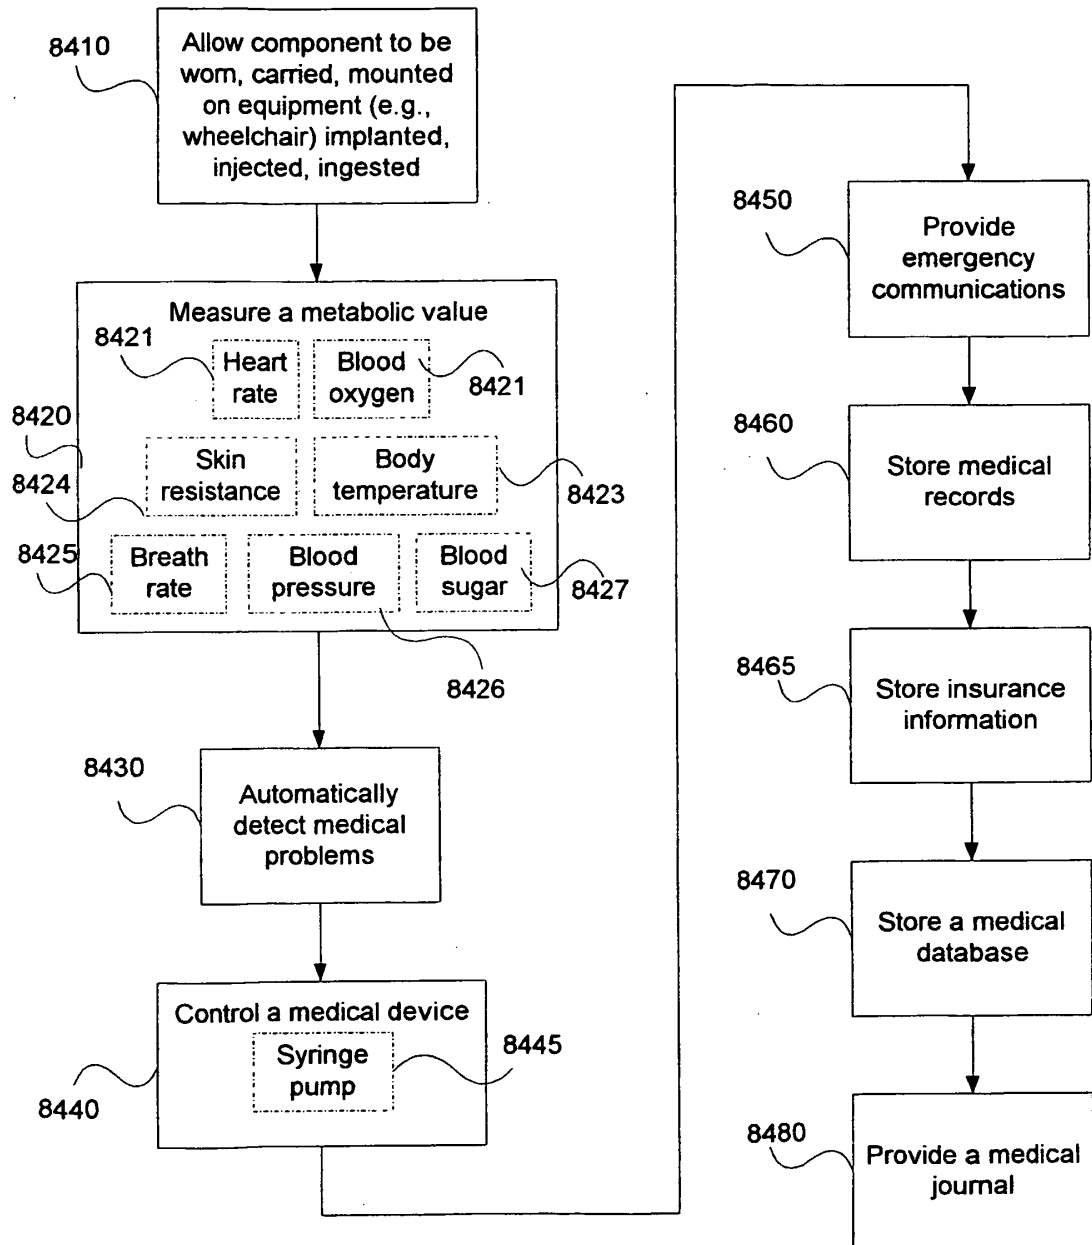 8410
Allow component to be
worn, carried, mounted
on equipment (e.g.,
wheelchair) implanted,
injected, ingested
Measure a metabolic value
8421
Heart
rate
Blood
oxygen
8421
8420
Skin
resistance
Body
temperature
8424
8423
8425
Breath
rate
Blood
pressure
Blood
sugar
8427
8426
8430
Automatically
detect medical
problems
Control a medical device
Syringe
pump
8445
8440
8450
Provide
emergency
communications
8460
Store medical
records
8465
Store insurance
information
8470
Store a medical
database
8480
Provide a medical
journal